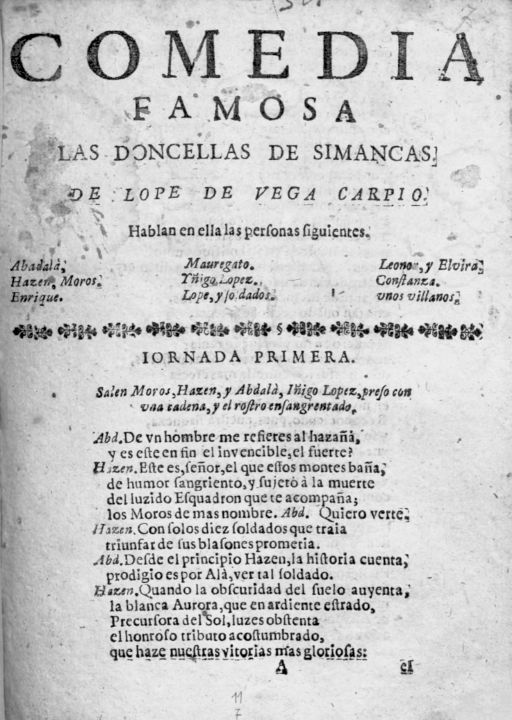 COMEDIA
FAMOSA
LAS DONCELLAS DE SIMANCAS.
DE LOPE DE VEGA CARPIO.
Hablan en ella las personas siguientes.
Abadalà, Mauregato. Leonor, y Elvira,
Hazen, Moros, Yñigo Lopez. Constanza.
Enrique. Lope, y soldados. vnos villanos,
IORNADA PRIMERA.
Salen Moros, Hazen, y Abdalà, Iñigo Lopez, preso con
vna cadena, y el rostro ensangrentado,
Abd. De vn hombre me refieres al hazaña,
y es este en fin el invencible, el fuerte?
Hazen. Este es, señor, el que estos montes baña,
de humor sangriento, y sujetò à la muerte
del luzido Esquadron que te acompaña;
los Moros de mas nombre. Abd. Quiero verte,
Hazen. Con solos diez soldados que traia
triunfar de sus blasones prometia.
Abd. Desde el principio Hazen, la historia cuenta,
prodigio es por Alà, ver tal soldado.
Hazen. Quando la obscuridad del suelo auyenta,
la blanca Aurora, que en ardiente estrado,
Precursora del Sol, luzes obstenta
el honroso tributo acostumbrado,
que haze nuestras vitorias mas gloriosas:
A el
11
7